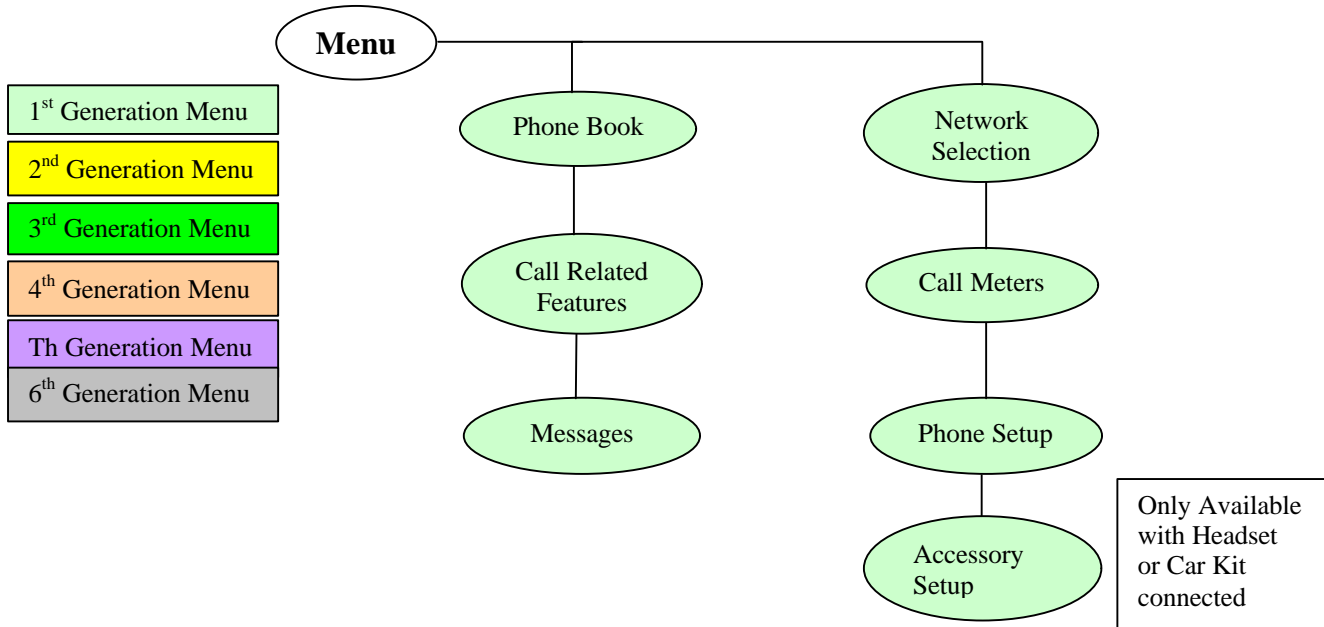 Menu
1st Generation Menu
2nd Generation Menu
3rd Generation Menu
4th Generation Menu
Th Generation Menu
6th Generation Menu
Phone Book
Call Related
Features
Messages
Network
Selection
Call Meters
Phone Setup
Accessory
Setup
Only Available
with Headset
or Car Kit
connected